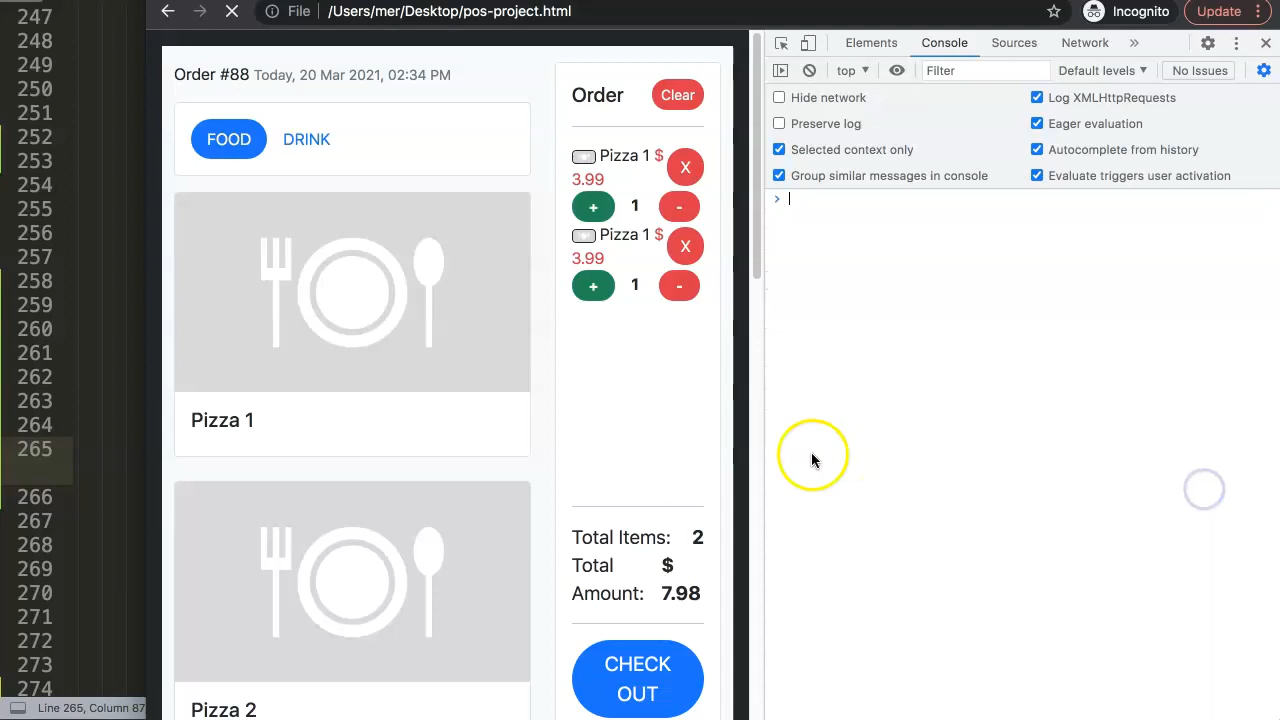 247
248
249
250
251
252
253
254
255
256
257
258
259
260
261
262
263
264
265
266
267
268
269
270
271
272
273
274
Line 265, Column 87
File
/Users/mer/Desktop/pos-project.html
Incognito
Update
Order #88 Today, 20 Mar 2021, 02:34 PM
FOOD
DRINK
Pizza 1
Pizza 2
Order
Clear
Pizza 1 $
3.99
X
+
1
-
Pizza 1 $
3.99
X
+
1
-
Total Items: 2
Total $
Amount: 7.98
CHECK
OUT
Elements
Console
Sources
Network
»
top
Filter
Default levels
No Issues
Hide network
Log XMLHttpRequests
Preserve log
Eager evaluation
Selected context only
Autocomplete from history
Group similar messages in console
Evaluate triggers user activation